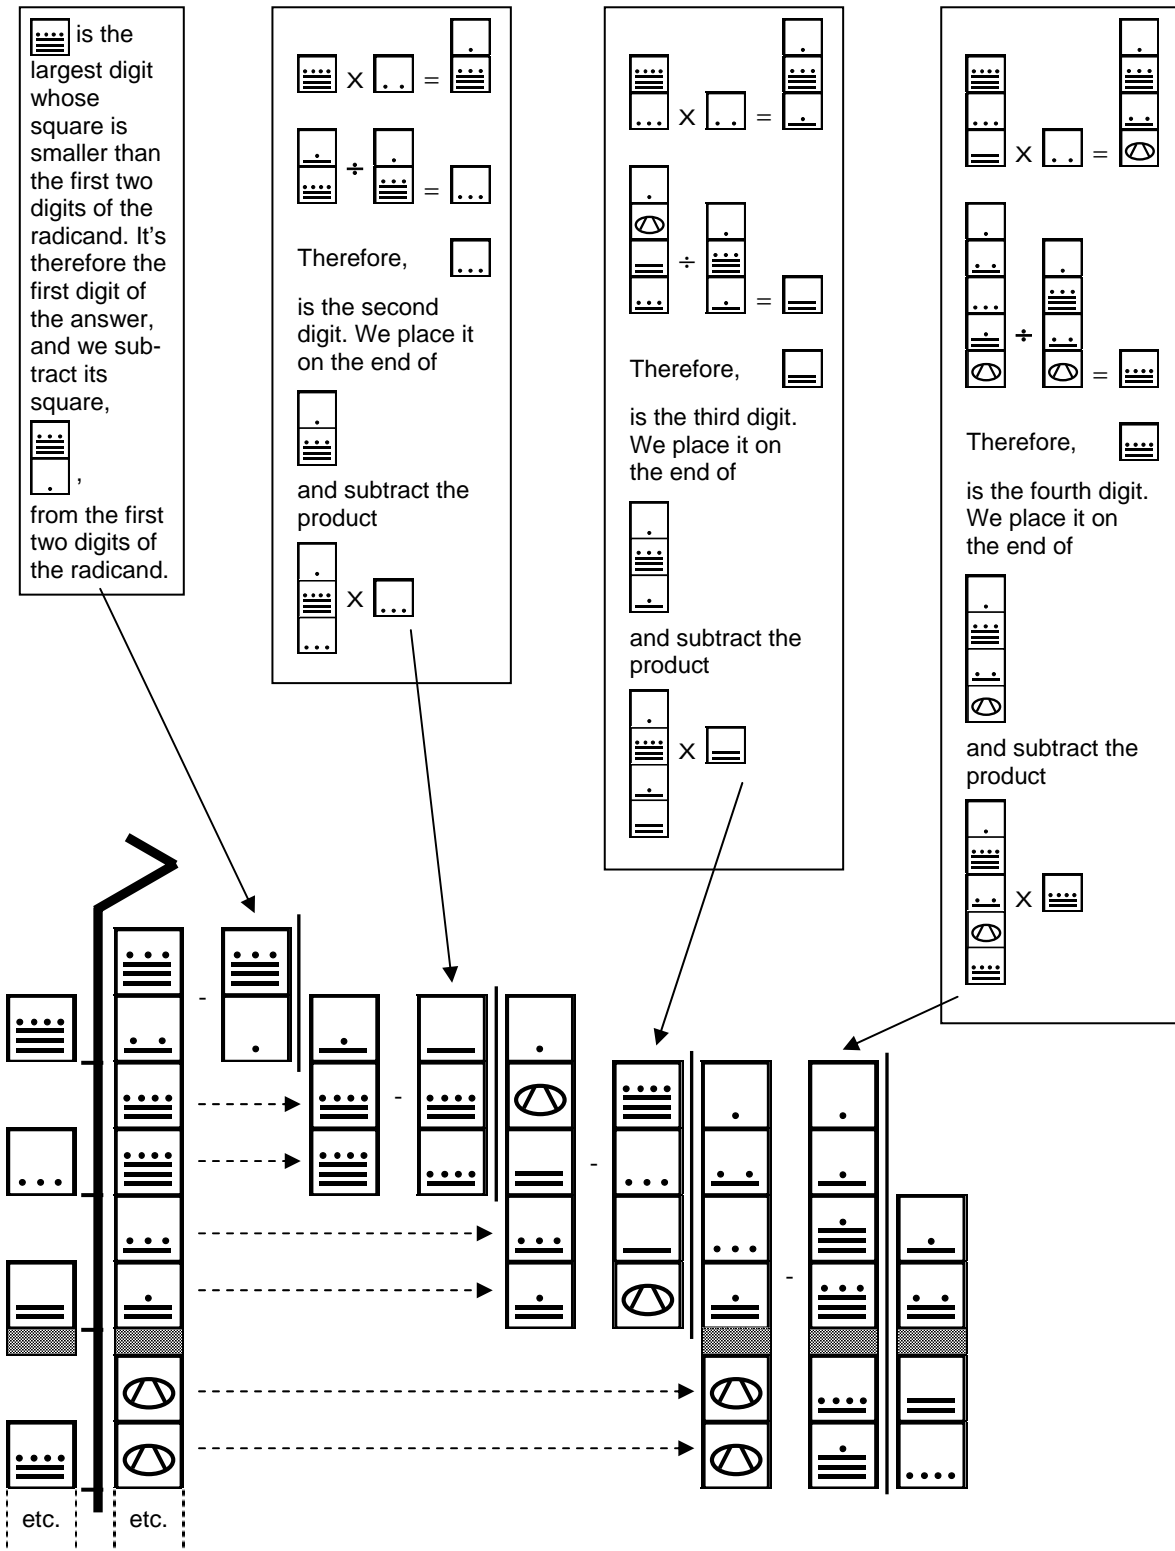 is the
largest digit
whose
square is
smaller than
the first two
digits of the
radicand. It's
therefore the
first digit of
the answer,
and we sub-
tract its
square,
,
from the first
two digits of
the radicand.
X =
÷ =
Therefore,
is the second
digit. We place it
on the end of
and subtract the
product
X
X =
÷ =
Therefore,
is the third digit.
We place it on
the end of
and subtract the
product
X
X =
÷ =
Therefore,
is the fourth digit.
We place it on
the end of
and subtract the
product
X
-
-
-
-
etc. etc.